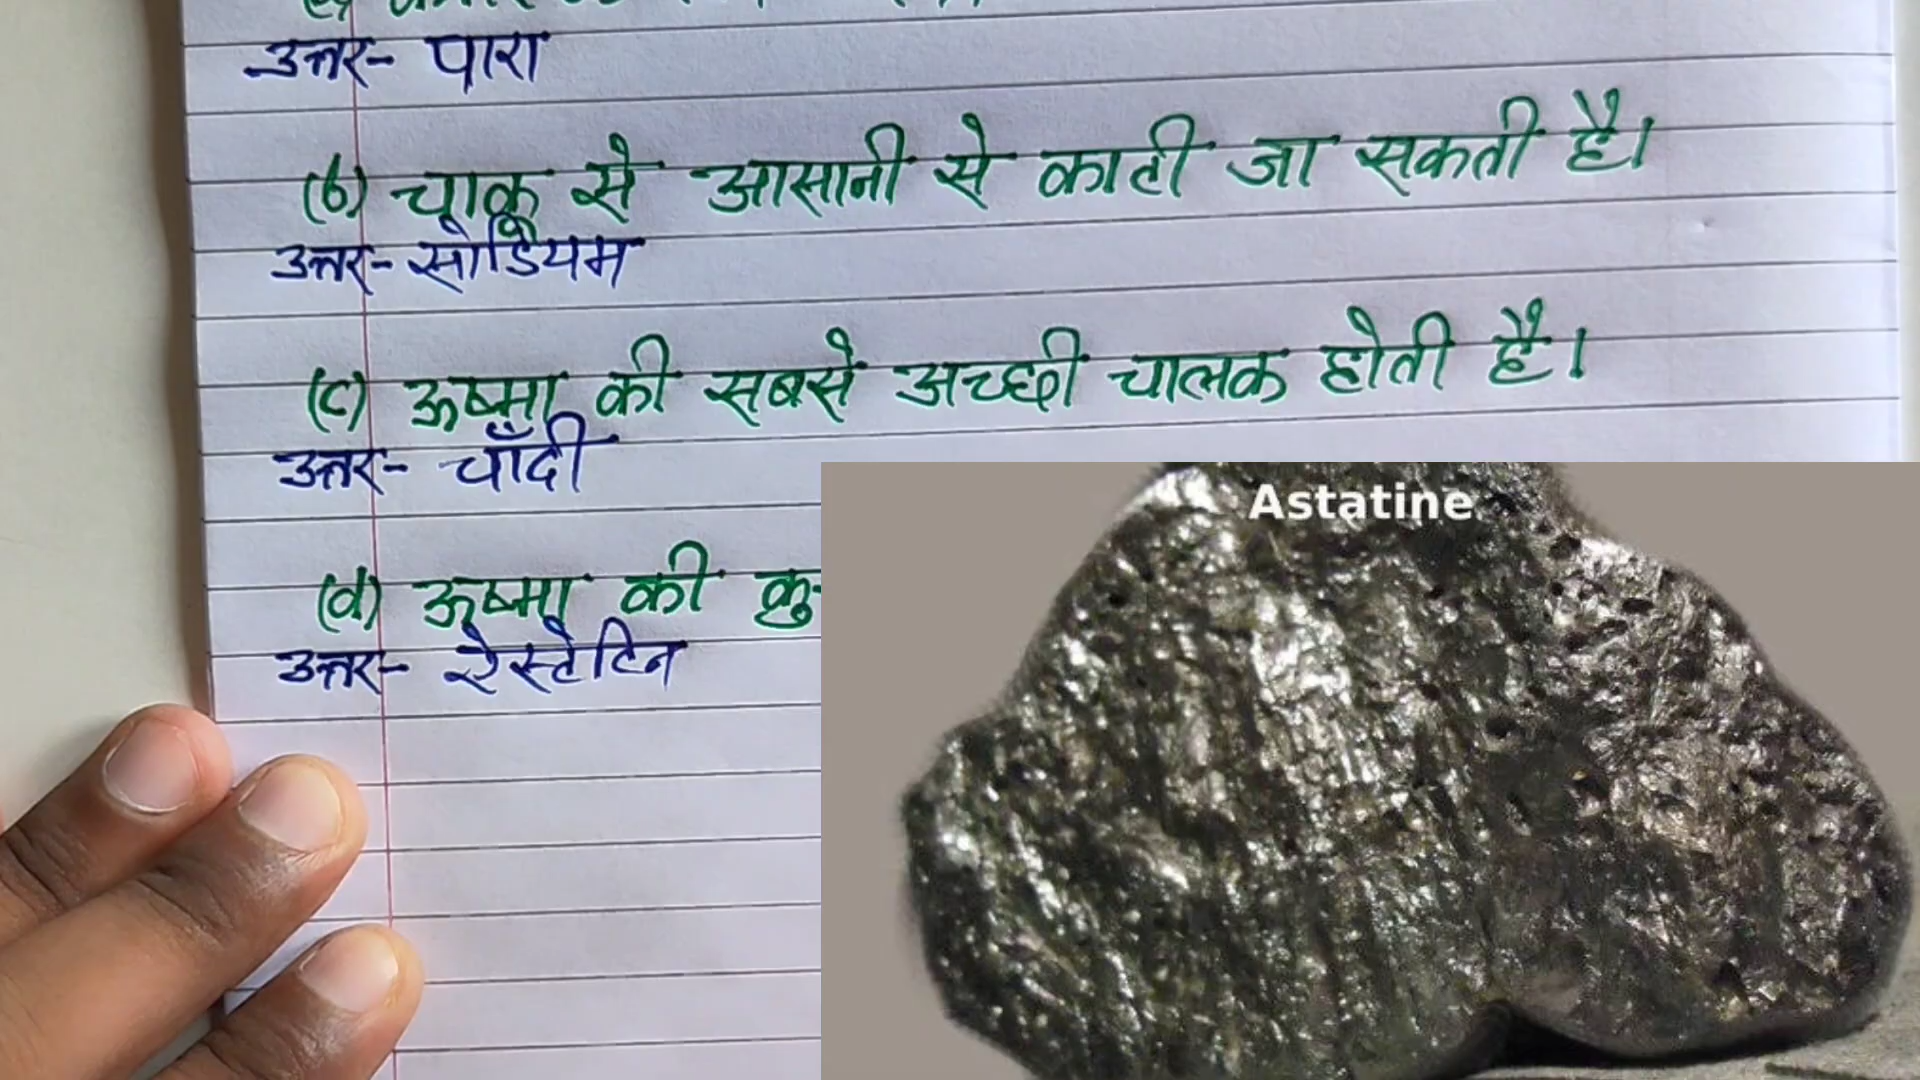 उत्तर- पारा
(b) चाकू से आसानी से काटी जा सकती है।
उत्तर- सोडियम
(c) ऊष्मा की सबसे अच्छी चालक होती है।
उत्तर- चाँदी
Astatine
(d) ऊष्मा की कु
उत्तर- ऐस्टेटिन